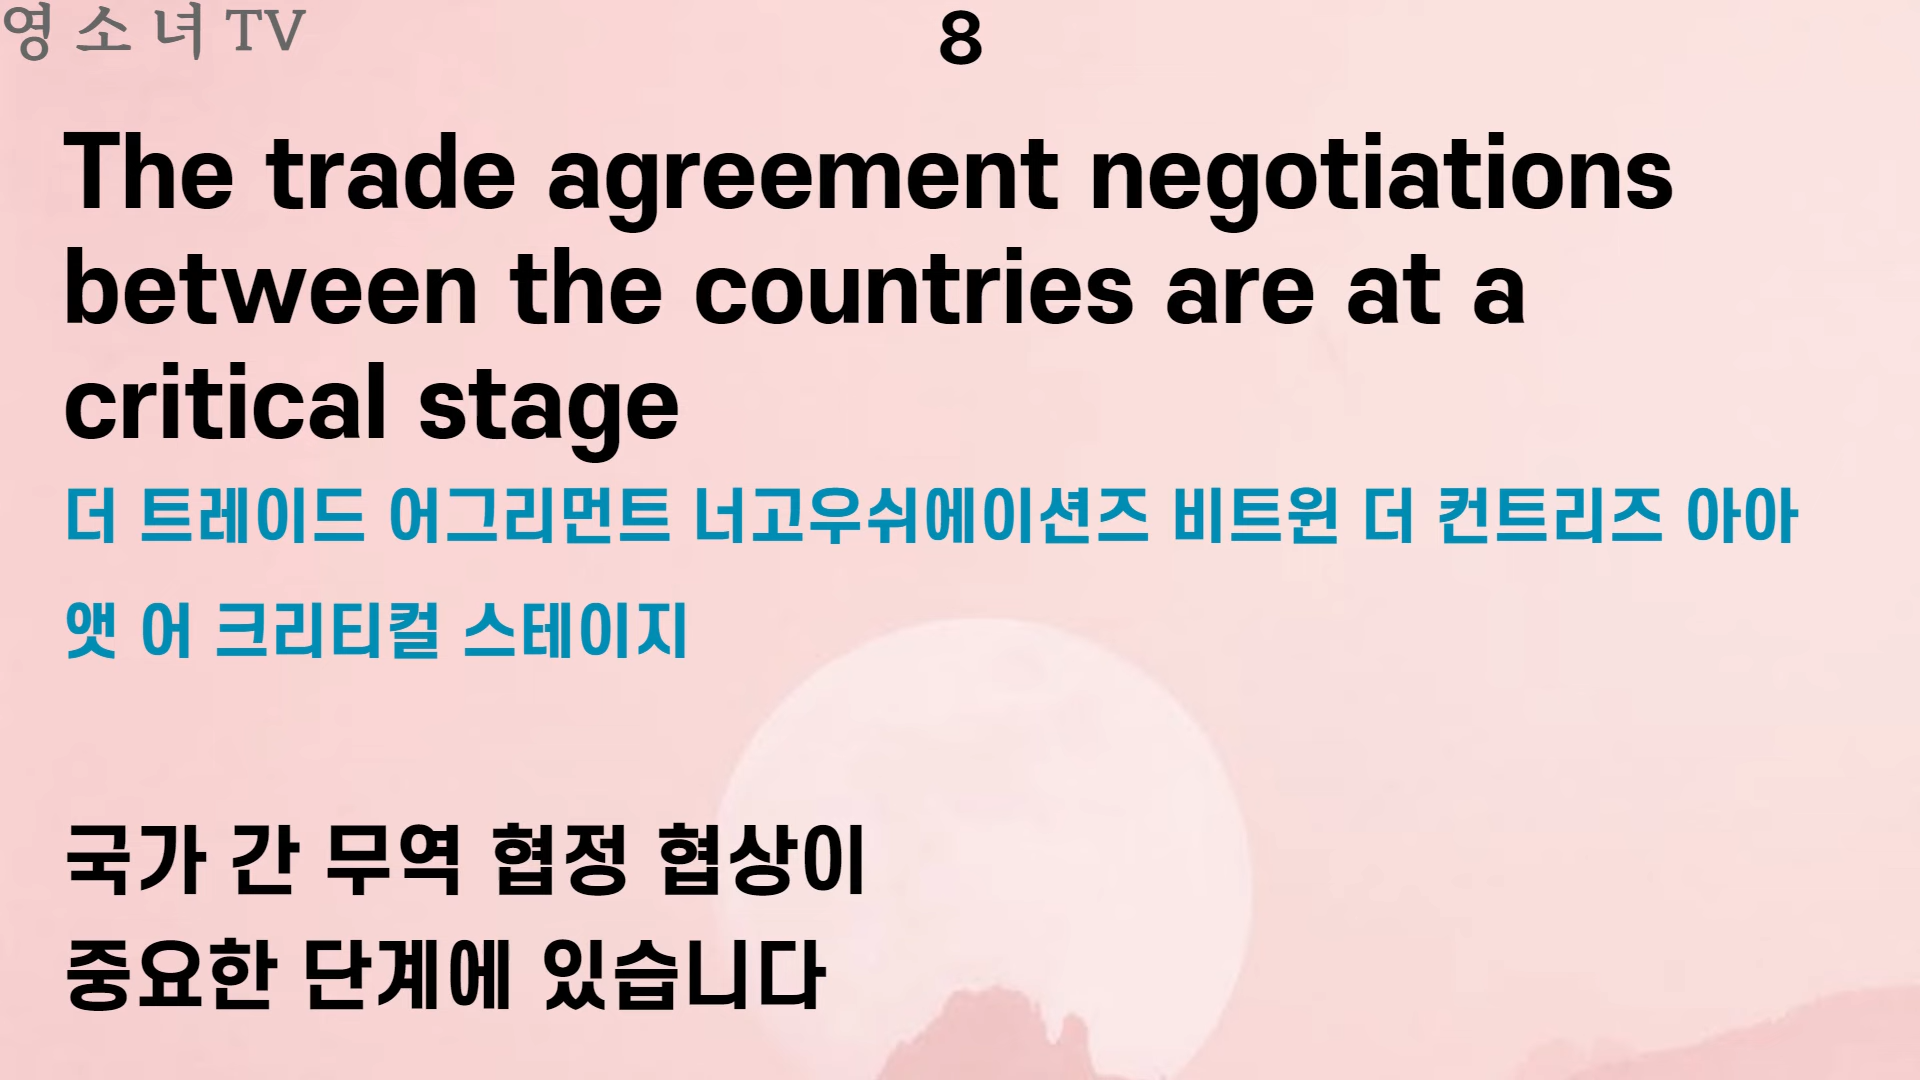 영 소 녀 TV
8
The trade agreement negotiations
between the countries are at a
critical stage
더 트레이드 어그리먼트 너고우쉬에이션즈 비트윈 더 컨트리즈 아아
앳 어 크리티컬 스테이지
국가 간 무역 협정 협상이
중요한 단계에 있습니다